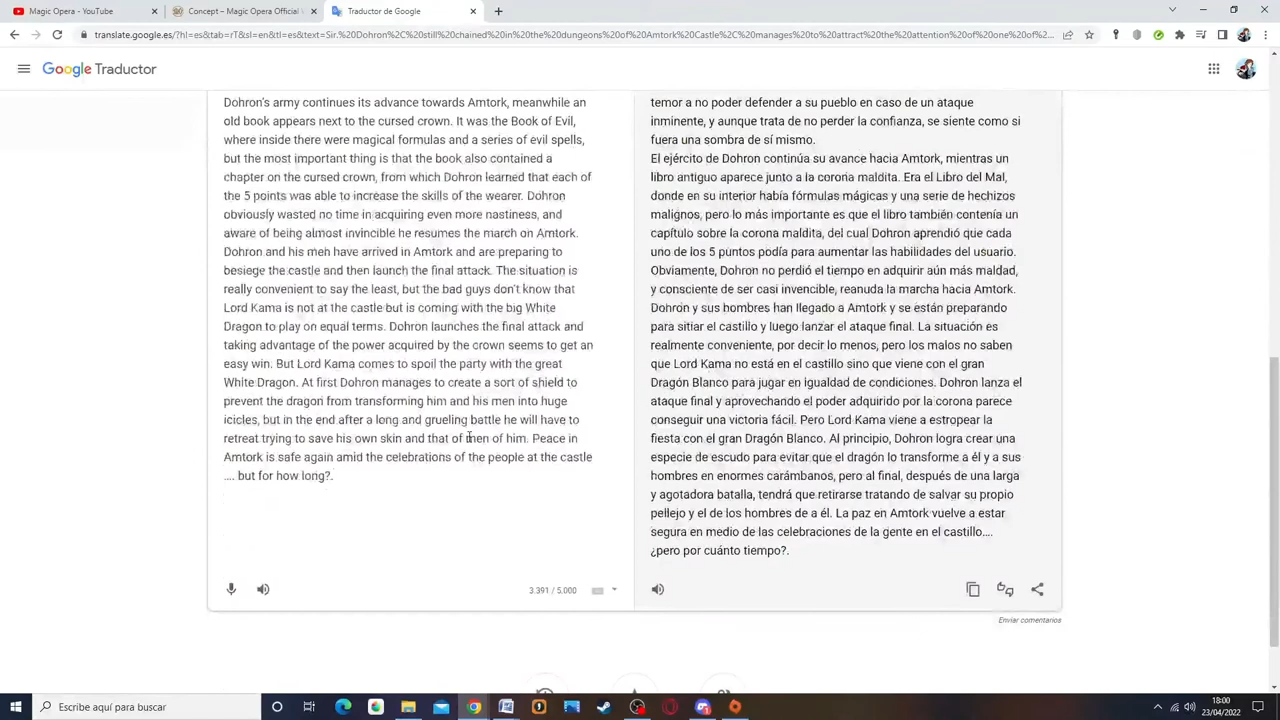 Magic Opera - YouTube
Concept – Magic Opera Official W
Traductor de Google
translate.google.es/?hl=es&tab=rT&sl=en&tl=es&text=Sir.%20Dohron%2C%20still%20chained%20in%20the%20dungeons%20of%20Amtork%20Castle%2C%20manages%20to%20attract%20the%20attention%20of%20one%20of%20...
Google Traductor
Dohron's army continues its advance towards Amtork, meanwhile an
old book appears next to the cursed crown. It was the Book of Evil,
where inside there were magical formulas and a series of evil spells,
but the most important thing is that the book also contained a
chapter on the cursed crown, from which Dohron learned that each of
the 5 points was able to increase the skills of the wearer. Dohron
obviously wasted no time in acquiring even more nastiness, and
aware of being almost invincible he resumes the march on Amtork.
Dohron and his men have arrived in Amtork and are preparing to
besiege the castle and then launch the final attack. The situation is
really convenient to say the least, but the bad guys don't know that
Lord Kama is not at the castle but is coming with the big White
Dragon to play on equal terms. Dohron launches the final attack and
taking advantage of the power acquired by the crown seems to get an
easy win. But Lord Kama comes to spoil the party with the great
White Dragon. At first Dohron manages to create a sort of shield to
prevent the dragon from transforming him and his men into huge
icicles, but in the end after a long and grueling battle he will have to
retreat trying to save his own skin and that of men of him. Peace in
Amtork is safe again amid the celebrations of the people at the castle
.... but for how long?.
3.391 / 5.000
temor a no poder defender a su pueblo en caso de un ataque
inminente, y aunque trata de no perder la confianza, se siente como si
fuera una sombra de sí mismo.
El ejército de Dohron continúa su avance hacia Amtork, mientras un
libro antiguo aparece junto a la corona maldita. Era el Libro del Mal,
donde en su interior había fórmulas mágicas y una serie de hechizos
malignos, pero lo más importante es que el libro también contenía un
capítulo sobre la corona maldita, del cual Dohron aprendió que cada
uno de los 5 puntos podía para aumentar las habilidades del usuario.
Obviamente, Dohron no perdió el tiempo en adquirir aún más maldad,
y consciente de ser casi invencible, reanuda la marcha hacia Amtork.
Dohron y sus hombres han llegado a Amtork y se están preparando
para sitiar el castillo y luego lanzar el ataque final. La situación es
realmente conveniente, por decir lo menos, pero los malos no saben
que Lord Kama no está en el castillo sino que viene con el gran
Dragón Blanco para jugar en igualdad de condiciones. Dohron lanza el
ataque final y aprovechando el poder adquirido por la corona parece
conseguir una victoria fácil. Pero Lord Kama viene a estropear la
fiesta con el gran Dragón Blanco. Al principio, Dohron logra crear una
especie de escudo para evitar que el dragón lo transforme a él y a sus
hombres en enormes carámbanos, pero al final, después de una larga
y agotadora batalla, tendrá que retirarse tratando de salvar su propio
pellejo y el de los hombres de a él. La paz en Amtork vuelve a estar
segura en medio de las celebraciones de la gente en el castillo....
¿pero por cuánto tiempo?.
Enviar comentarios
Escribe aquí para buscar
18:00
23/04/2022